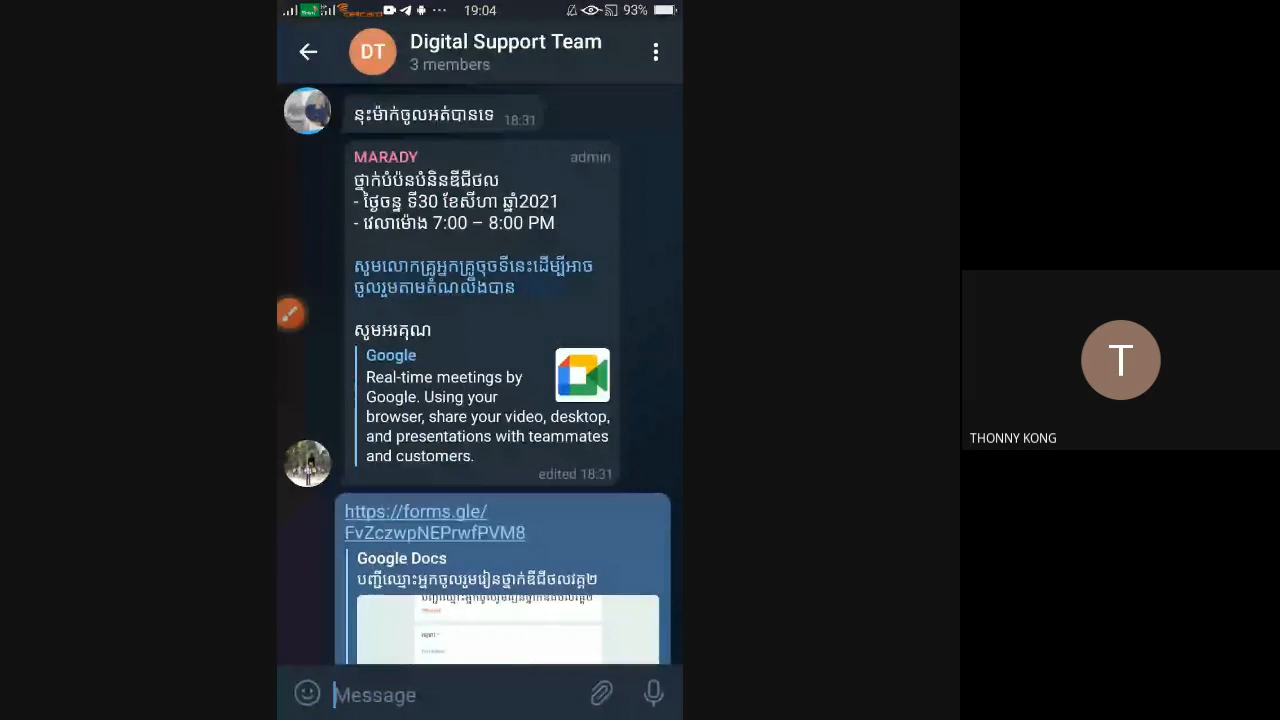 19:04
93%
DT
Digital Support Team
3 members
នុះម៉ាក់ចូលអត់បានទេ
18:31
MARADY admin
ថ្នាក់បំប៉នបំនិនឌីជីថល
- ថ្ងៃចន្ទ ទី30 ខែសីហា ឆ្នាំ2021
- វេលាម៉ោង 7:00 – 8:00 PM
សូមលោកគ្រូអ្នកគ្រូចុចទីនេះដើម្បីអាច
ចូលរួមតាមតំណលីងបាន
សូមអរគុណ
Google
Real-time meetings by
Google. Using your
browser, share your video, desktop,
and presentations with teammates
and customers.
edited 18:31
https://forms.gle/
FvZczwpNEPrwfPVM8
Google Docs
បញ្ជីឈ្មោះអ្នកចូលរួមរៀនថ្នាក់ឌីជីថលវគ្គ២
Message
T
THONNY KONG